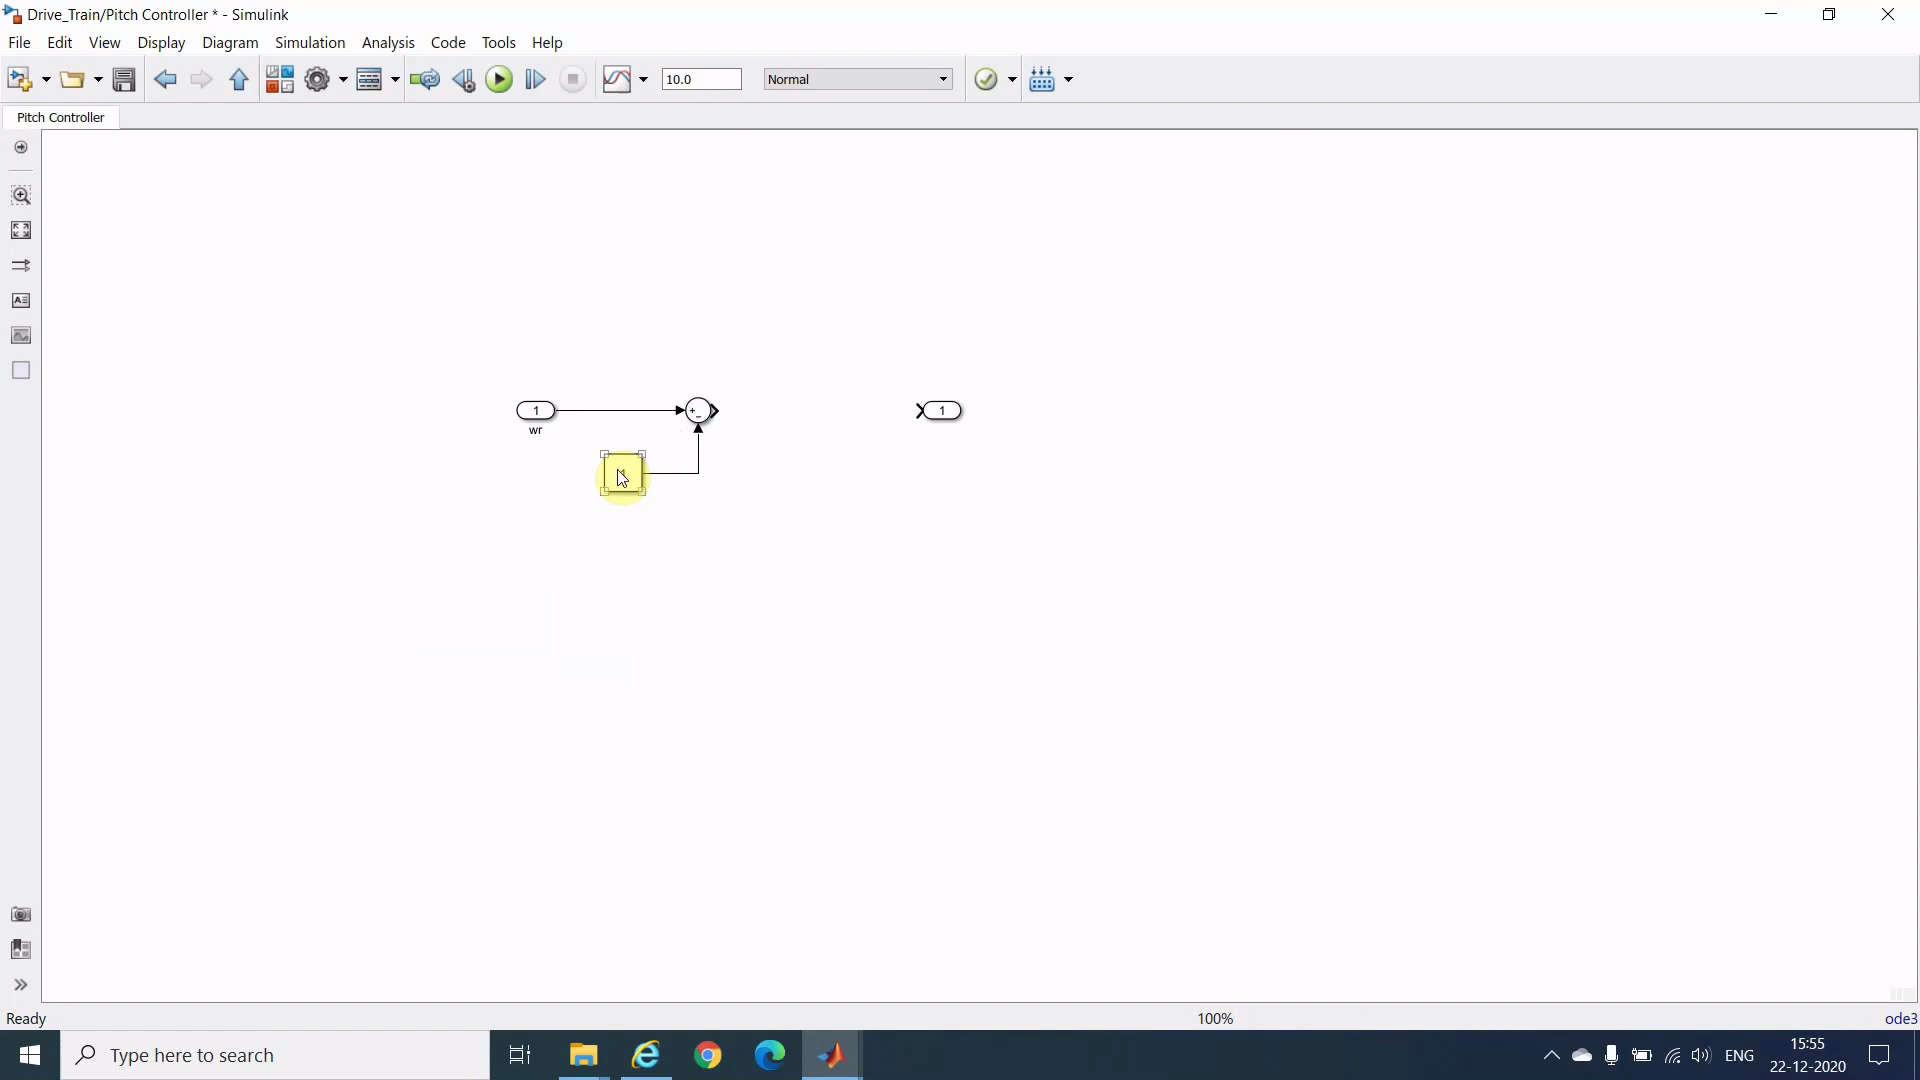 Drive_Train/Pitch Controller * - Simulink
File Edit View Display Diagram Simulation Analysis Code Tools Help
10.0 Normal
Pitch Controller
1 1
wr
Ready 100% ode3
Type here to search
ENG 15:55
22-12-2020